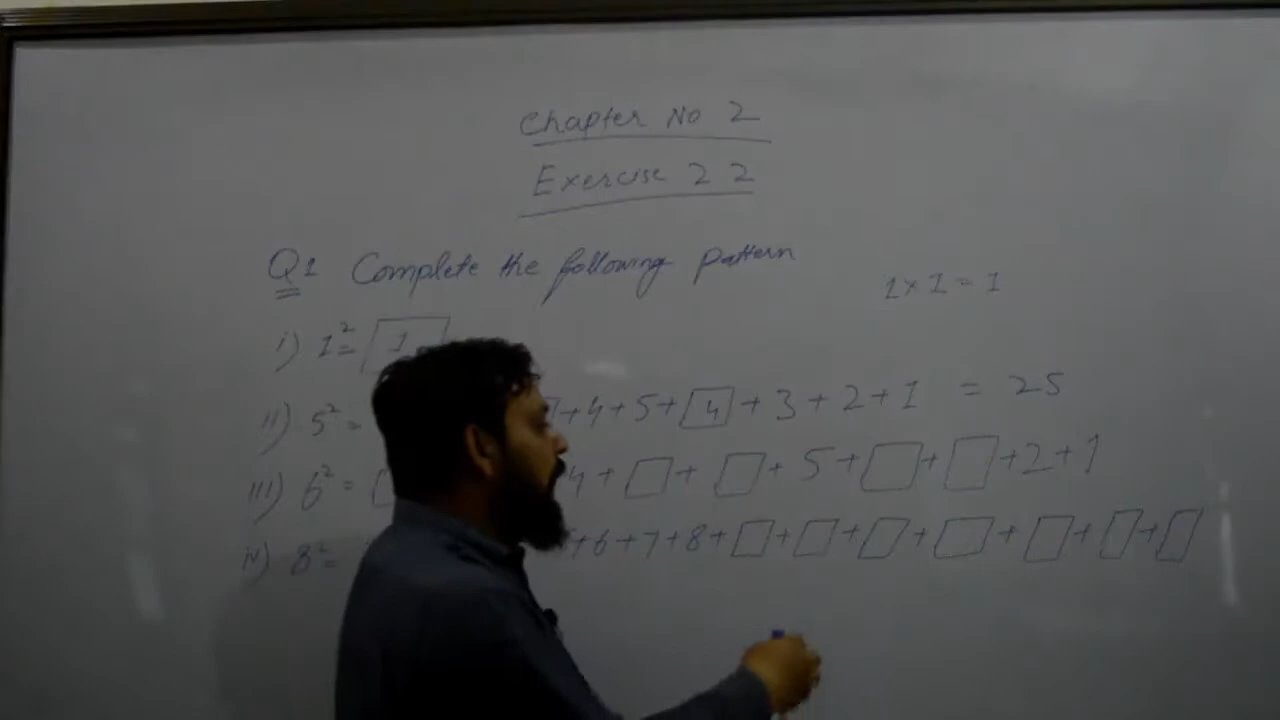 Chapter No 2
Exercise 2 2
Q1 Complete the following pattern
1 × 1 = 1
i) 1² = 1
ii) 5² = + 4 + 5 + 4 + 3 + 2 + 1 = 25
iii) 6² = 4 + □ + □ + 5 + □ + □ + 2 + 1
iv) 8² = + 6 + 7 + 8 + □ + □ + □ + □ + □ + □ + □